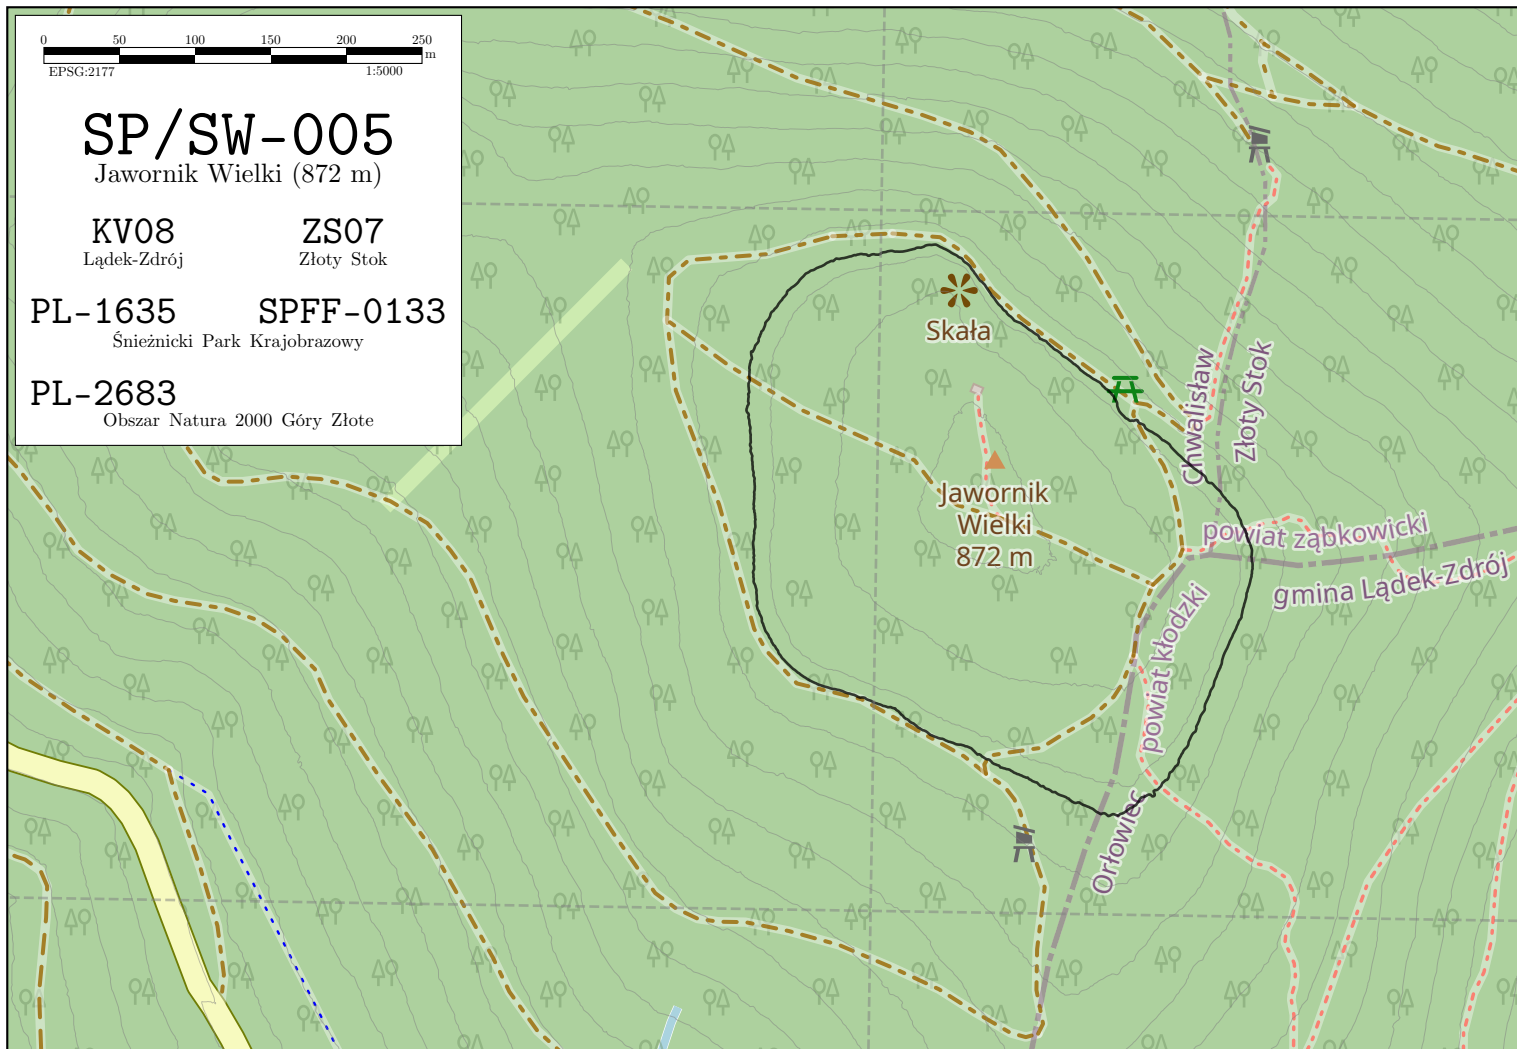 0 50 100 150 200 250 m
EPSG:2177 1:5000
SP/SW-005
Jawornik Wielki (872 m)
KV08 ZS07
Lądek-Zdrój Złoty Stok
PL-1635 SPFF-0133
Śnieżnicki Park Krajobrazowy
PL-2683
Obszar Natura 2000 Góry Złote
Skała
Chwalisław
Złoty Stok
Jawornik
Wielki
872 m
powiat ząbkowicki
gmina Lądek-Zdrój
powiat kłodzki
Orłowiec